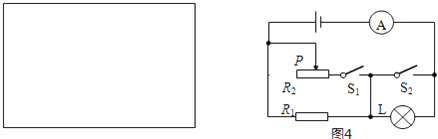 A
P
R₂ S₁ S₂
R₁ L
图4